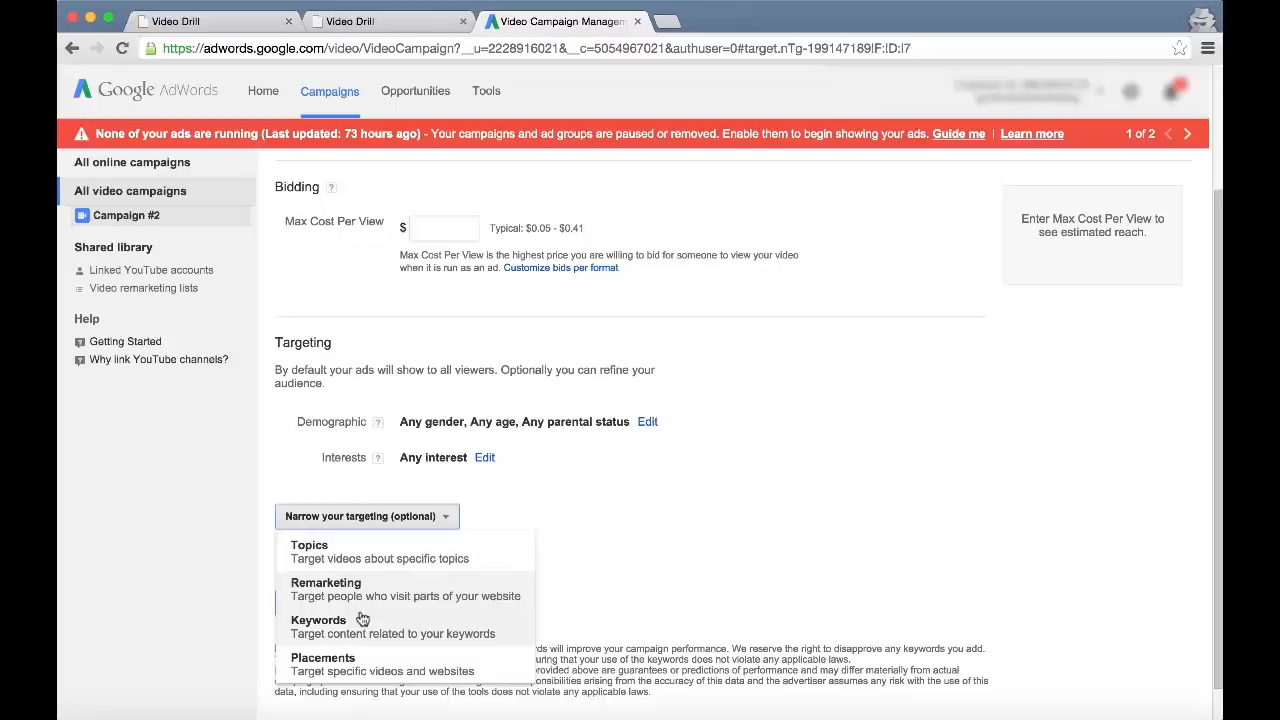 Video Drill
Video Drill
Video Campaign Managem
https://adwords.google.com/video/VideoCampaign?__u=2228916021&__c=5054967021&authuser=0#target.nTg-199147189!F:!D:!7
Google AdWords
Home
Campaigns
Opportunities
Tools
None of your ads are running (Last updated: 73 hours ago) - Your campaigns and ad groups are paused or removed. Enable them to begin showing your ads. Guide me | Learn more
1 of 2
All online campaigns
All video campaigns
Campaign #2
Shared library
Linked YouTube accounts
Video remarketing lists
Help
Getting Started
Why link YouTube channels?
Bidding ?
Max Cost Per View
$
Typical: $0.05 - $0.41
Max Cost Per View is the highest price you are willing to bid for someone to view your video
when it is run as an ad. Customize bids per format
Enter Max Cost Per View to
see estimated reach.
Targeting
By default your ads will show to all viewers. Optionally you can refine your
audience.
Demographic ? Any gender, Any age, Any parental status Edit
Interests ? Any interest Edit
Narrow your targeting (optional)
Topics
Target videos about specific topics
Remarketing
Target people who visit parts of your website
Keywords
Target content related to your keywords
Placements
Target specific videos and websites
rds will improve your campaign performance. We reserve the right to disapprove any keywords you add.
uring that your use of the keywords does not violate any applicable laws.
provided above are guarantees or predictions of performance and may differ materially from actual
sponsibilities arising from the accuracy of this data and the advertiser assumes any risk with the use of this
data, including ensuring that your use of the tools does not violate any applicable laws.